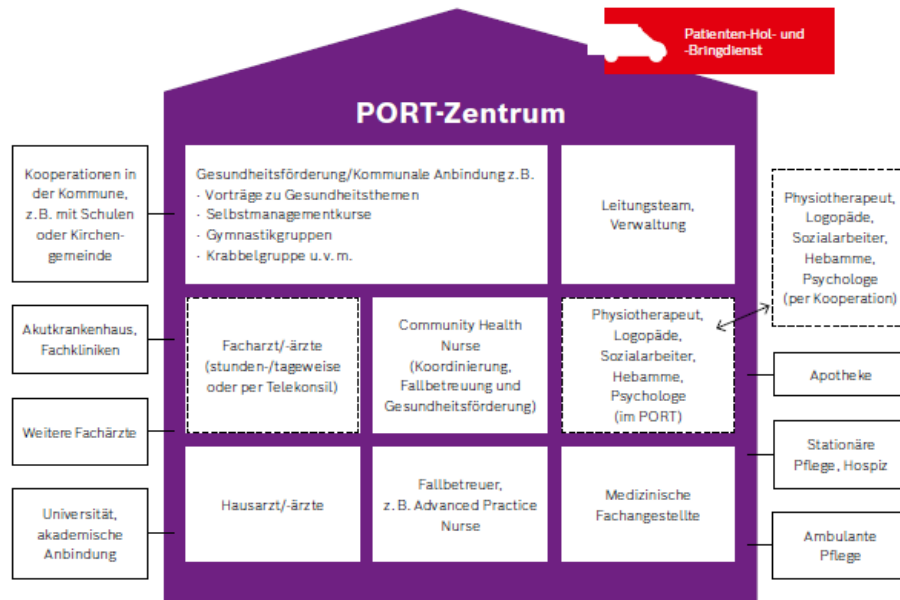 Patienten-Hol- und
-Bringdienst
PORT-Zentrum
Kooperationen in
der Kommune,
z.B. mit Schulen
oder Kirchen-
gemeinde
Gesundheitsförderung/Kommunale Anbindung z.B.
· Vorträge zu Gesundheitsthemen
· Selbstmanagementkurse
· Gymnastikgruppen
· Krabbelgruppe u.v.m.
Leitungsteam,
Verwaltung
Physiotherapeut,
Logopäde,
Sozialarbeiter,
Hebamme,
Psychologe
(per Kooperation)
Akutkrankenhaus,
Fachkliniken
Facharzt/-ärzte
(stunden-/tageweise
oder per Telekonsil)
Community Health
Nurse
(Koordinierung,
Fallbetreuung und
Gesundheitsförderung)
Physiotherapeut,
Logopäde,
Sozialarbeiter,
Hebamme,
Psychologe
(im PORT)
Apotheke
Weitere Fachärzte
Stationäre
Pflege, Hospiz
Universität,
akademische
Anbindung
Hausarzt/-ärzte
Fallbetreuer,
z.B. Advanced Practice
Nurse
Medizinische
Fachangestellte
Ambulante
Pflege